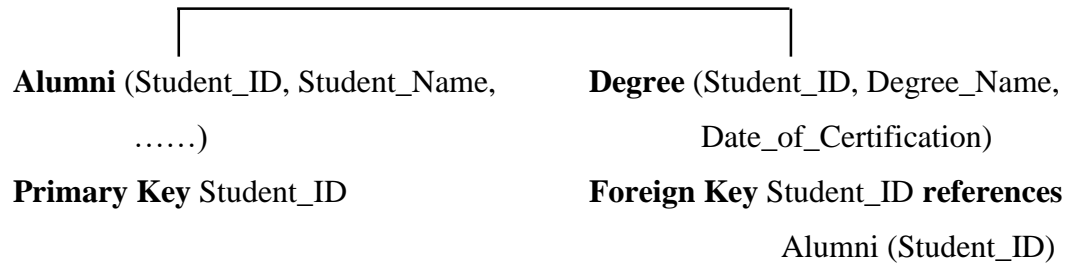 Alumni (Student_ID, Student_Name,
……)
Primary Key Student_ID
Degree (Student_ID, Degree_Name,
Date_of_Certification)
Foreign Key Student_ID references
Alumni (Student_ID)